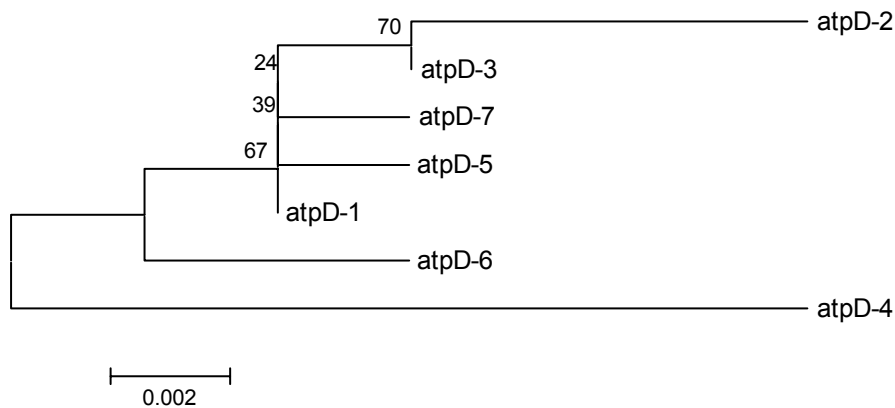 atpD-2
70
24
atpD-3
39
atpD-7
67
atpD-5
atpD-1
atpD-6
atpD-4
0.002